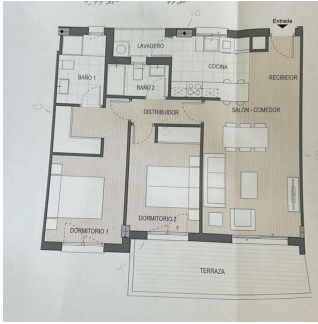 Entrada
LAVADERO
COCINA
BAÑO 1
BAÑO 2
RECIBIDOR
DISTRIBUIDOR
SALÓN - COMEDOR
DORMITORIO 1
DORMITORIO 2
TERRAZA